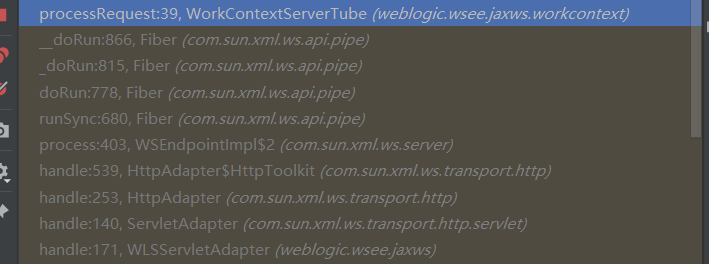 processRequest:39, WorkContextServerTube (weblogic.wsee.jaxws.workcontext)
__doRun:866, Fiber (com.sun.xml.ws.api.pipe)
_doRun:815, Fiber (com.sun.xml.ws.api.pipe)
doRun:778, Fiber (com.sun.xml.ws.api.pipe)
runSync:680, Fiber (com.sun.xml.ws.api.pipe)
process:403, WSEndpointImpl$2 (com.sun.xml.ws.server)
handle:539, HttpAdapter$HttpToolkit (com.sun.xml.ws.transport.http)
handle:253, HttpAdapter (com.sun.xml.ws.transport.http)
handle:140, ServletAdapter (com.sun.xml.ws.transport.http.servlet)
handle:171, WLSServletAdapter (weblogic.wsee.jaxws)